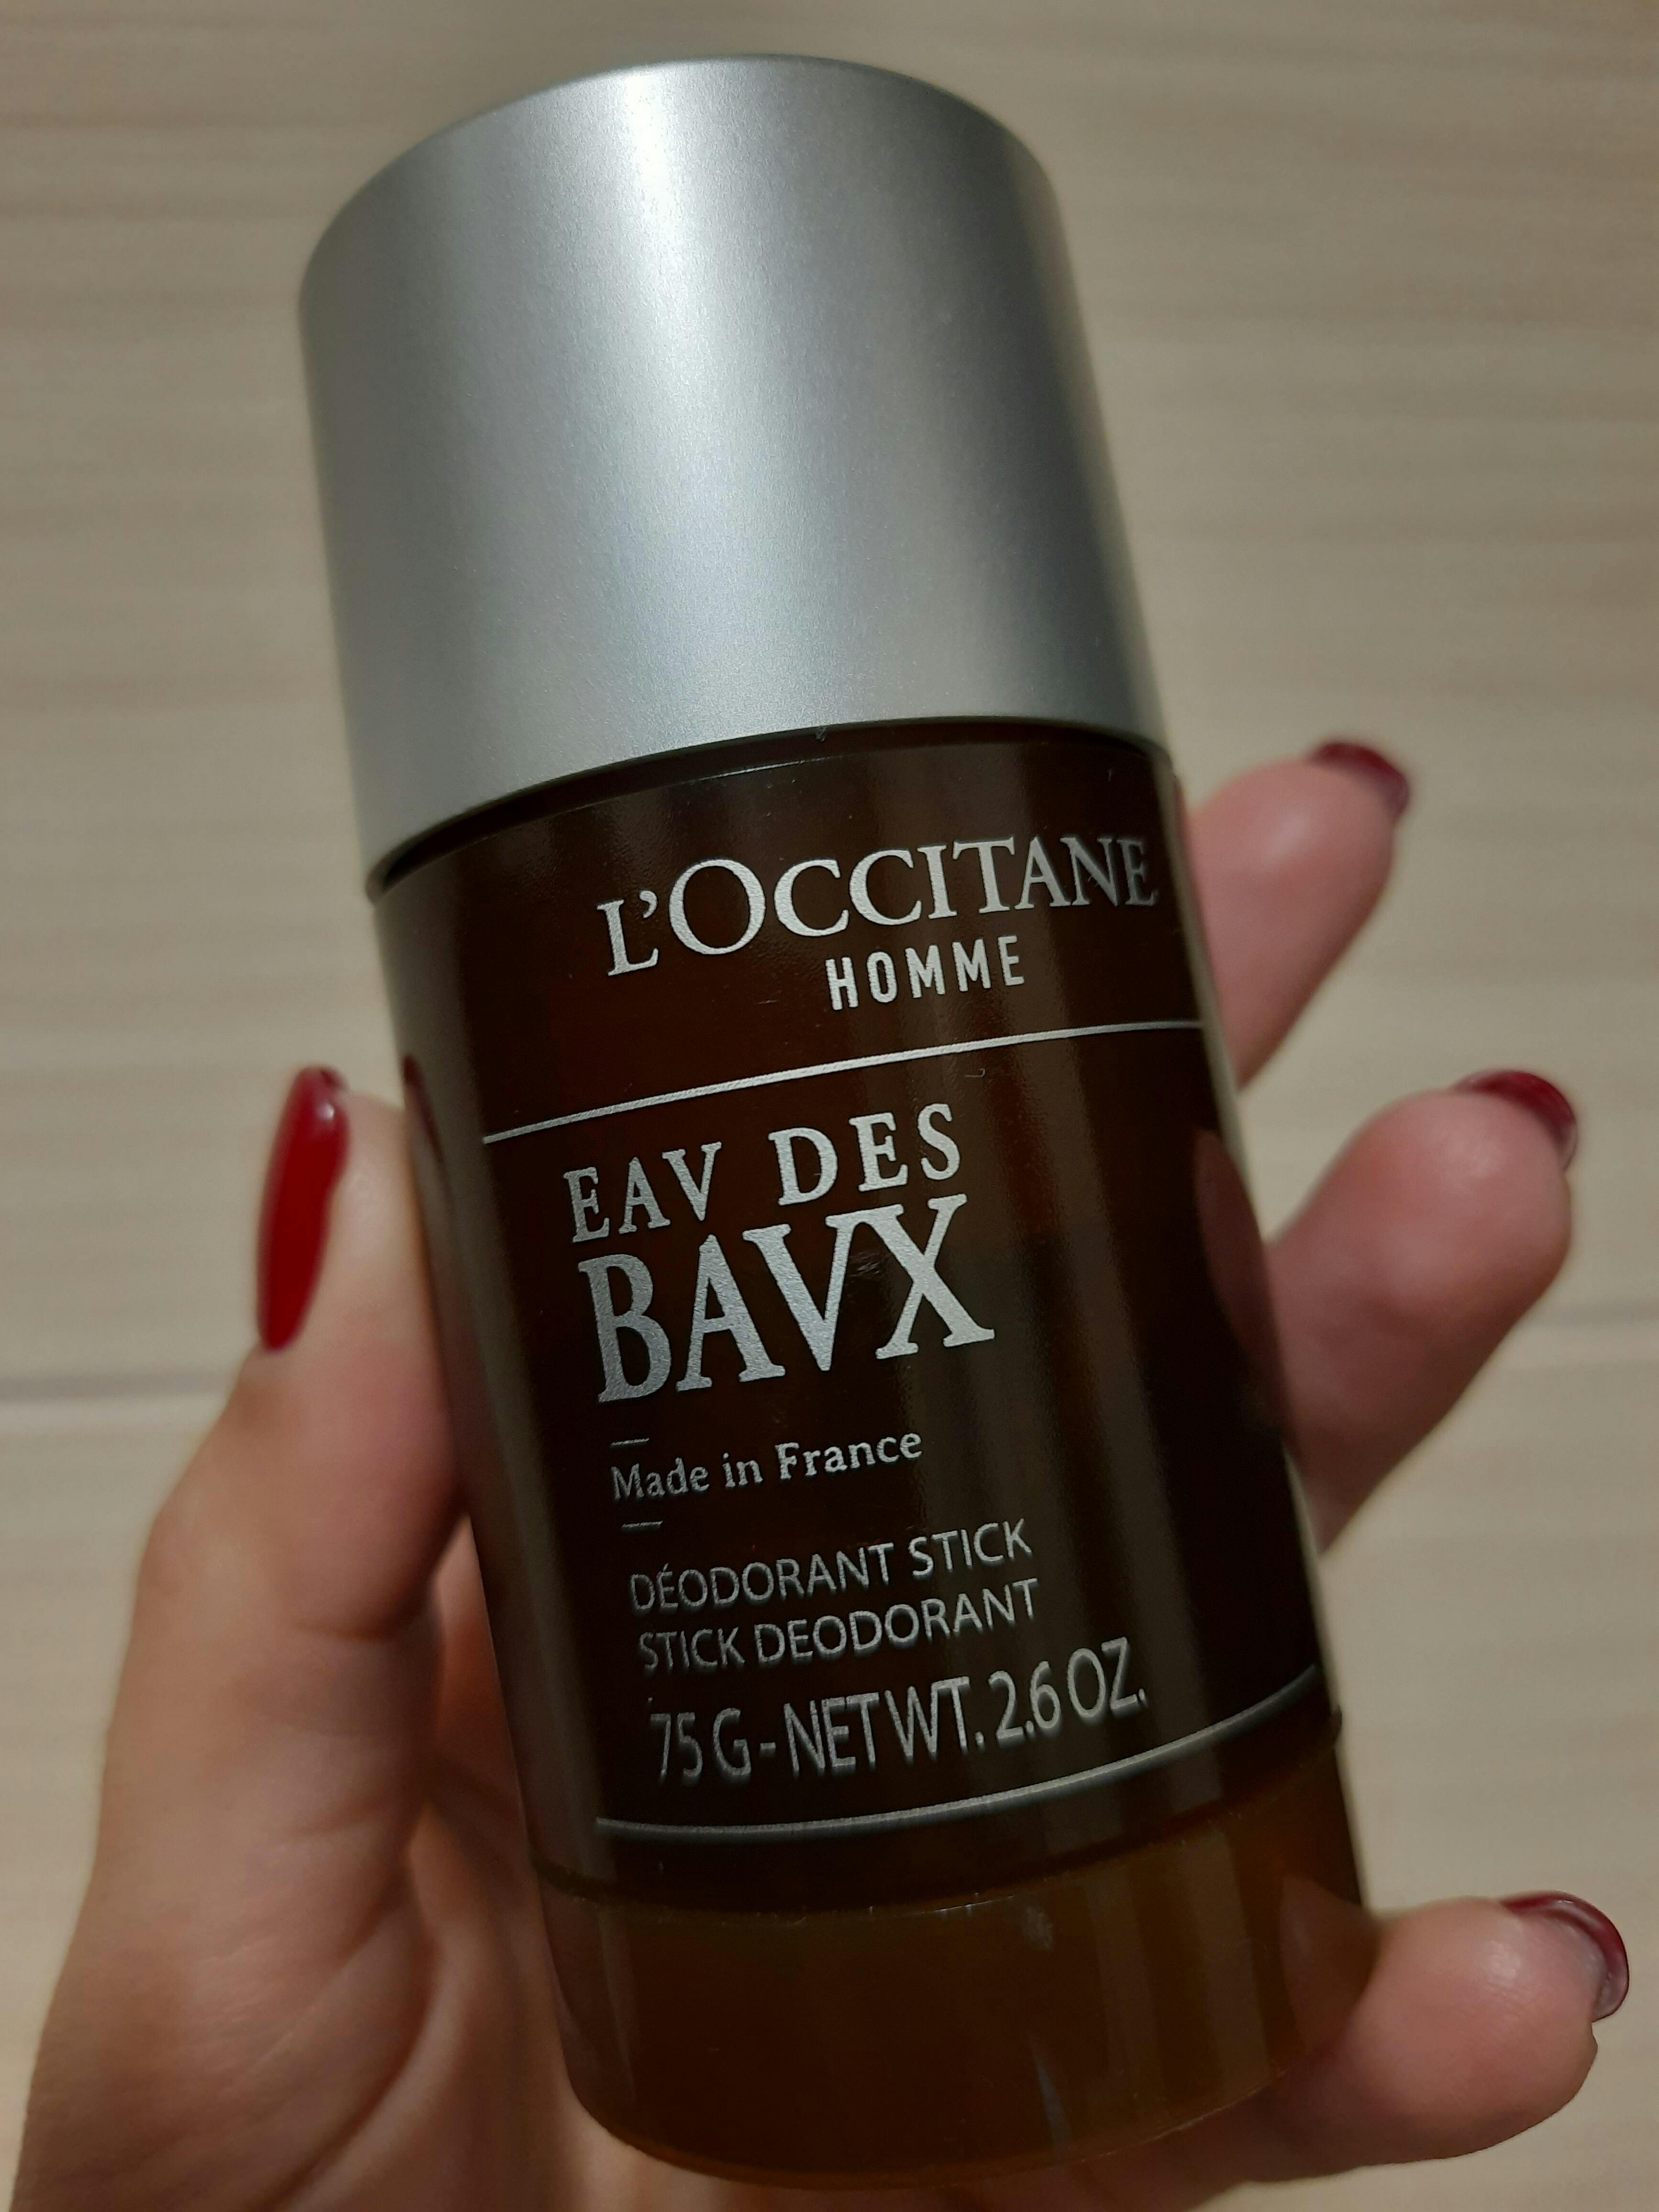 L'OCCITANE
HOMME
EAV DES
BAVX
Made in France
DÉODORANT STICK
STICK DEODORANT
75 G - NET WT. 2.6 OZ.